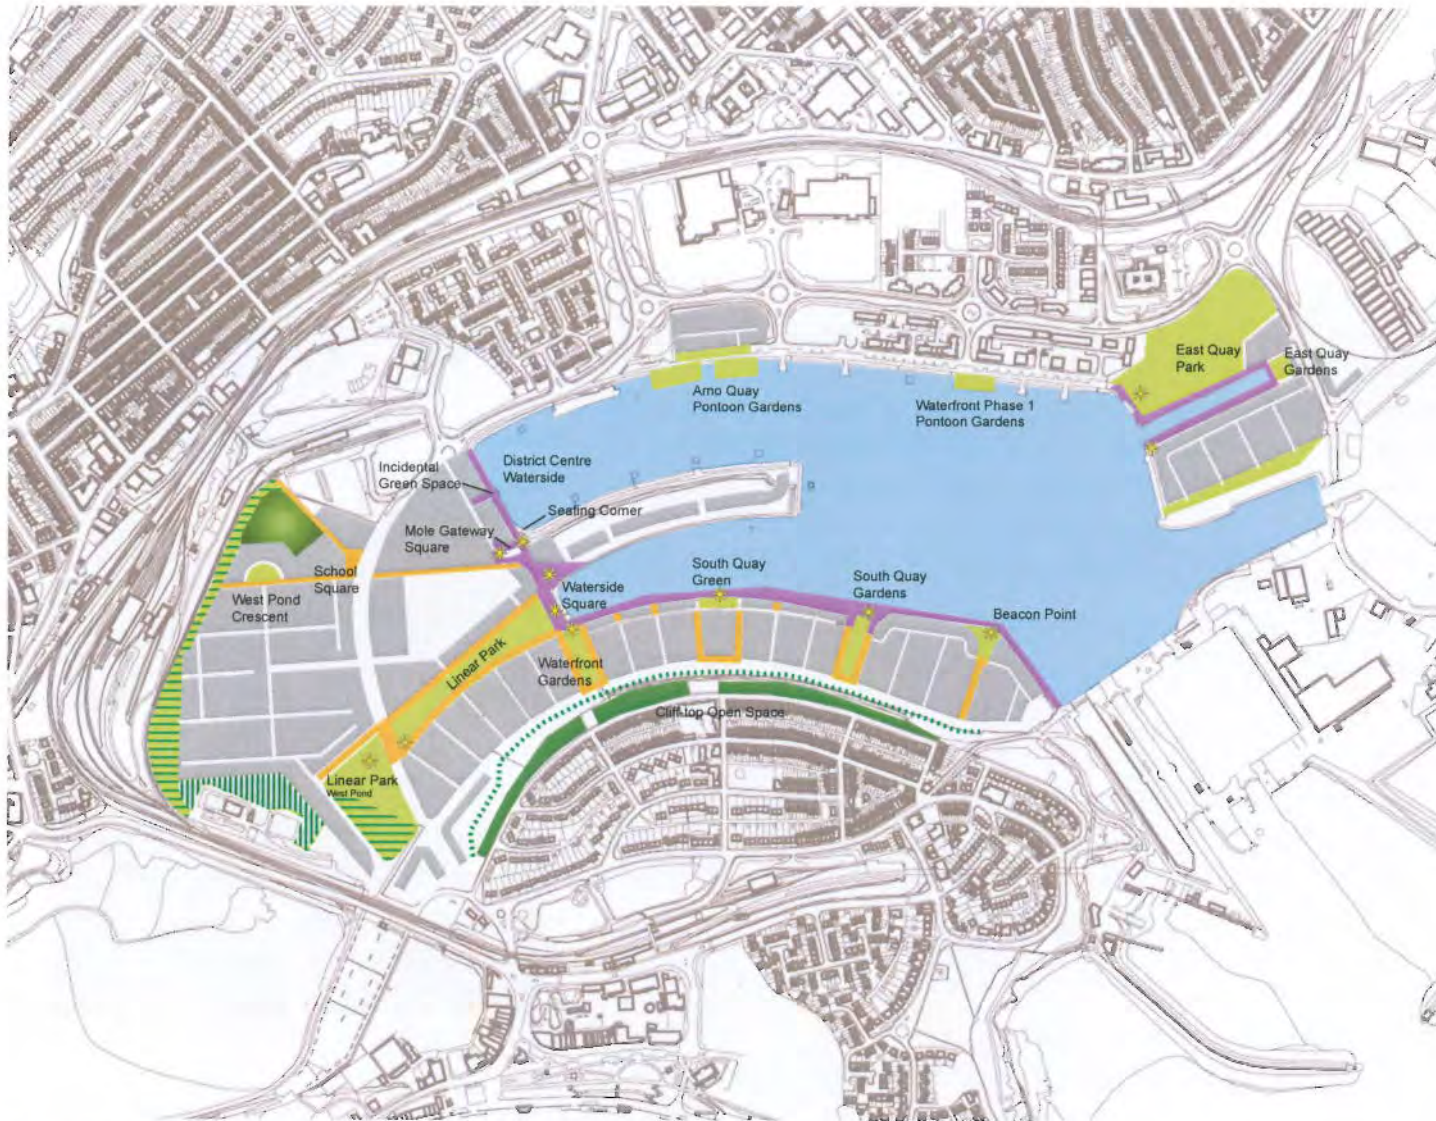 East Quay
Park
East Quay
Gardens
Arno Quay
Pontoon Gardens
Waterfront Phase 1
Pontoon Gardens
Incidental
Green Space
District Centre
Waterside
Seating Corner
Mole Gateway
Square
School
Square
West Pond
Crescent
Waterside
Square
South Quay
Green
South Quay
Gardens
Beacon Point
Linear Park
Waterfront
Gardens
Cliff-top Open Space
Linear Park
West Pond